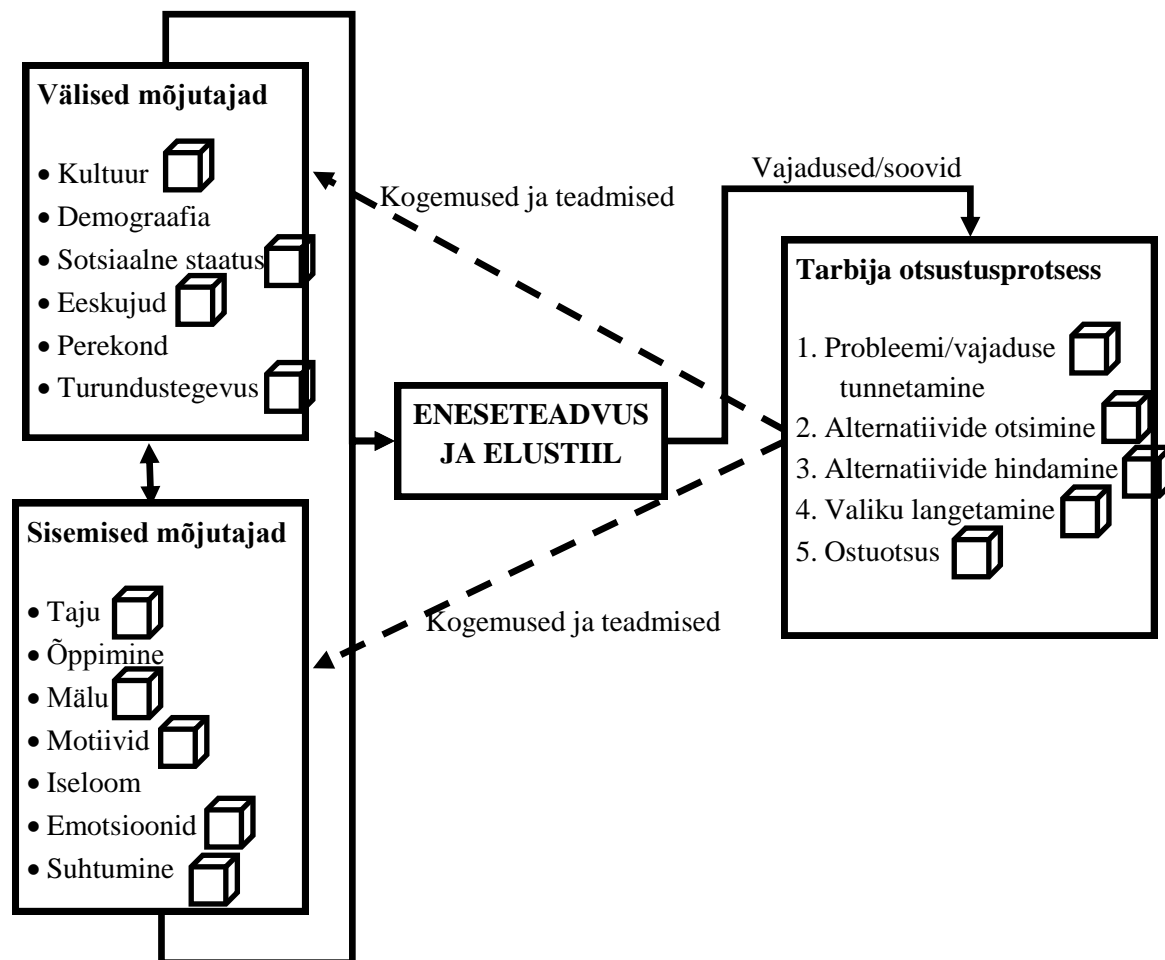 Välised mõjutajad
• Kultuur
• Demograafia
• Sotsiaalne staatus
• Eeskujud
• Perekond
• Turundustegevus
Sisemised mõjutajad
• Taju
• Õppimine
• Mälu
• Motiivid
• Iseloom
• Emotsioonid
• Suhtumine
Kogemused ja teadmised
ENESETEADVUS
JA ELUSTIIL
Kogemused ja teadmised
Vajadused/soovid
Tarbija otsustusprotsess
1. Probleemi/vajaduse
tunnetamine
2. Alternatiivide otsimine
3. Alternatiivide hindamine
4. Valiku langetamine
5. Ostuotsus